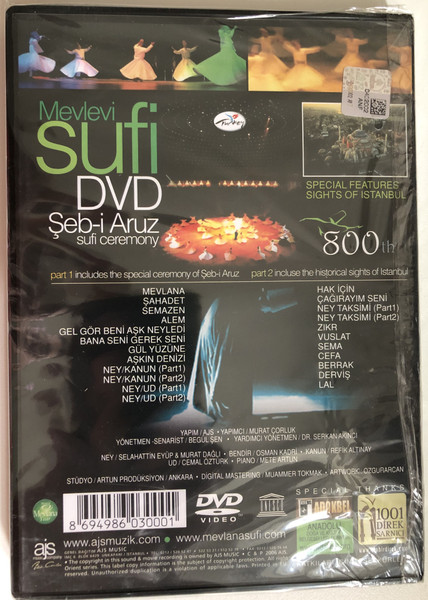 Mevlevi
sufi
DVD
Şeb-i Aruz
sufi ceremony
Turkey
SPECIAL FEATURES
SIGHTS OF ISTANBUL
800th
part 1 includes the special ceremony of Şeb-i Aruz
part 2 incluse the historical sights of Istanbul
MEVLANA
ŞAHADET
SEMAZEN
ALEM
GEL GÖR BENİ AŞK NEYLEDİ
BANA SENİ GEREK SENİ
GÜL YÜZÜNE
AŞKIN DENİZİ
NEY/KANUN (Part1)
NEY/KANUN (Part2)
NEY/UD (Part1)
NEY/UD (Part2)
HAK İÇİN
ÇAĞIRAYIM SENİ
NEY TAKSİMİ (Part1)
NEY TAKSİMİ (Part2)
ZIKR
VUSLAT
SEMA
CEFA
BERRAK
DERVİŞ
LAL
YAPIM / AJS • YAPIMCI / MURAT ÇORLUK
YÖNETMEN -SENARİST / BEGÜL ŞEN • YARDIMCI YÖNETMEN / DR. SERKAN AKINCI
NEY / SELAHATTİN EYÜP & MURAT DAĞLI • BENDIR / OSMAN KADRİ • KANUN / REFİK ALTINAY
UD / CEMAL ÖZTÜRK • PIANO / METE ARTUN
STÜDYO / ARTUN PRODÜKSİYON / ANKARA • DIGITAL MASTERING / MUAMMER TOKMAK • ARTWORK: OZGURARCAN
SPECIAL THANKS
Mevlana
8 694986 030001
DVD
VIDEO
UNESCO
ANADOLU
1001
DİREK
SARNICI
ajs
www.ajsmuzik.com www.mevlanasufi.com